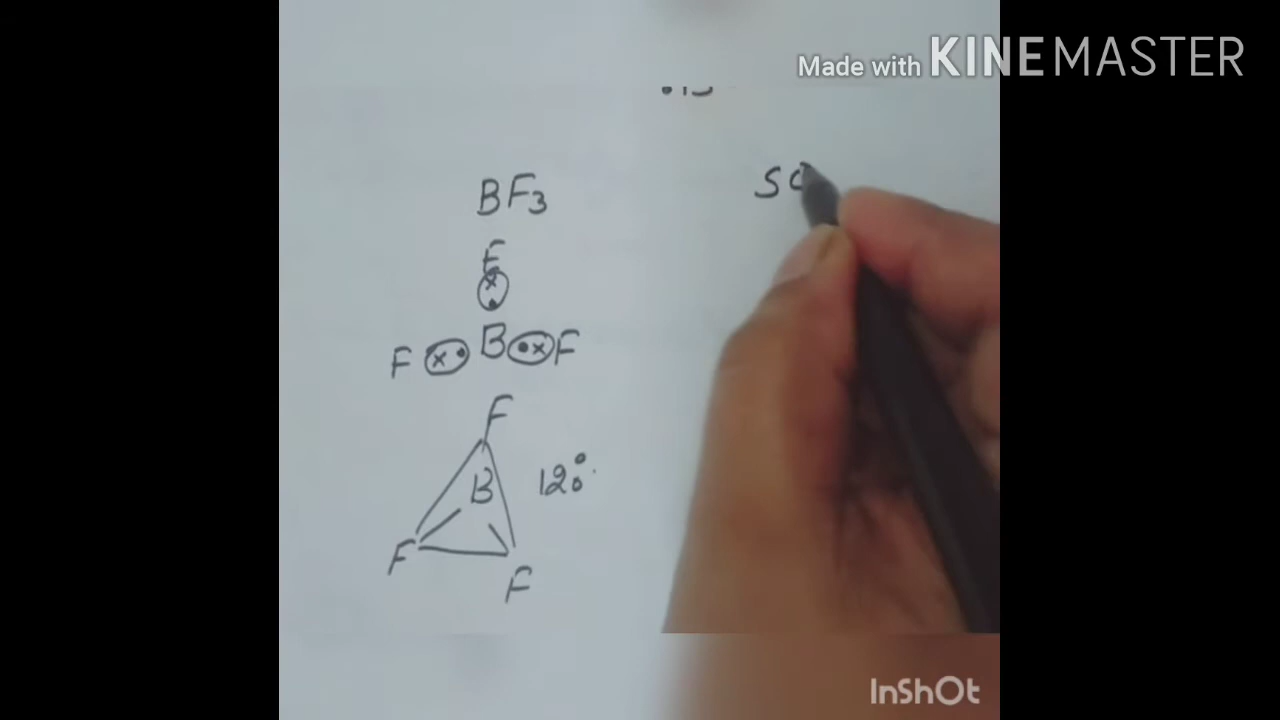 Made with KINEMASTER
BF3
F
F B F
F
B 120°
F
F
S
InShOt